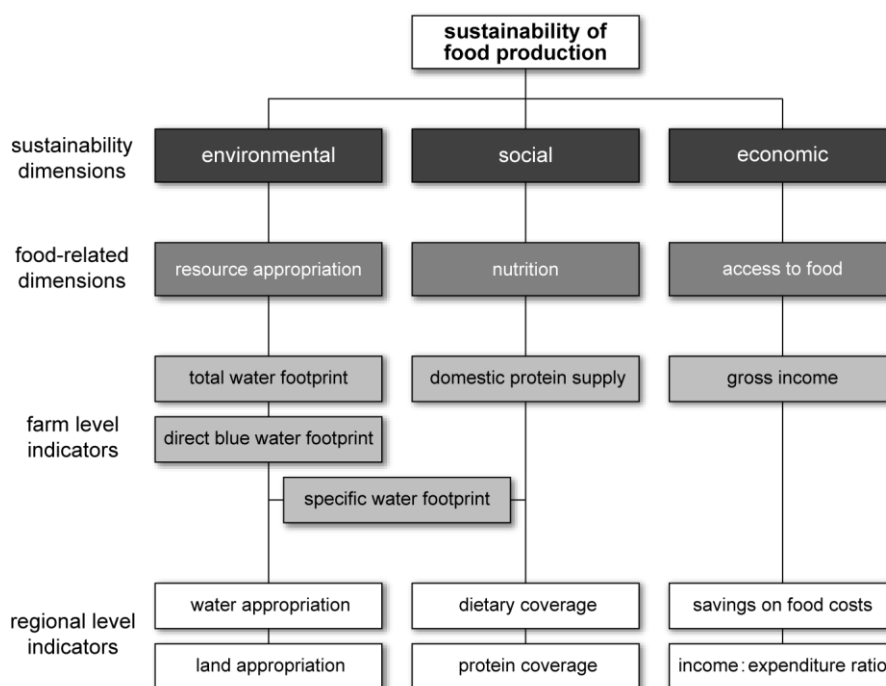 sustainability of
food production
sustainability
dimensions
environmental
social
economic
food-related
dimensions
resource appropriation
nutrition
access to food
farm level
indicators
total water footprint
domestic protein supply
gross income
direct blue water footprint
specific water footprint
regional level
indicators
water appropriation
dietary coverage
savings on food costs
land appropriation
protein coverage
income:expenditure ratio